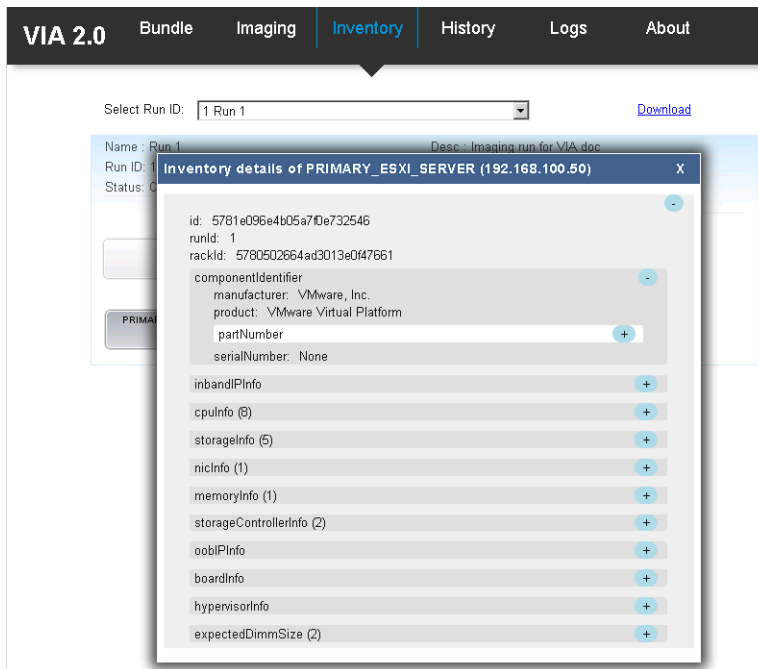 VIA 2.0 Bundle Imaging Inventory History Logs About
Select Run ID: 1 Run 1 Download
Name : Run 1 Desc : Imaging run for VIA doc
Run ID: 1
Status: C
Inventory details of PRIMARY_ESXI_SERVER (192.168.100.50) X
-
id: 5781e096e4b05a7f0e732546
runId: 1
rackId: 5780502664ad3013e0f47661
componentIdentifier -
manufacturer: VMware, Inc.
product: VMware Virtual Platform
PRIMA
partNumber +
serialNumber: None
inbandIPInfo +
cpuInfo (8) +
storageInfo (5) +
nicInfo (1) +
memoryInfo (1) +
storageControllerInfo (2) +
oobIPInfo +
boardInfo +
hypervisorInfo +
expectedDimmSize (2) +